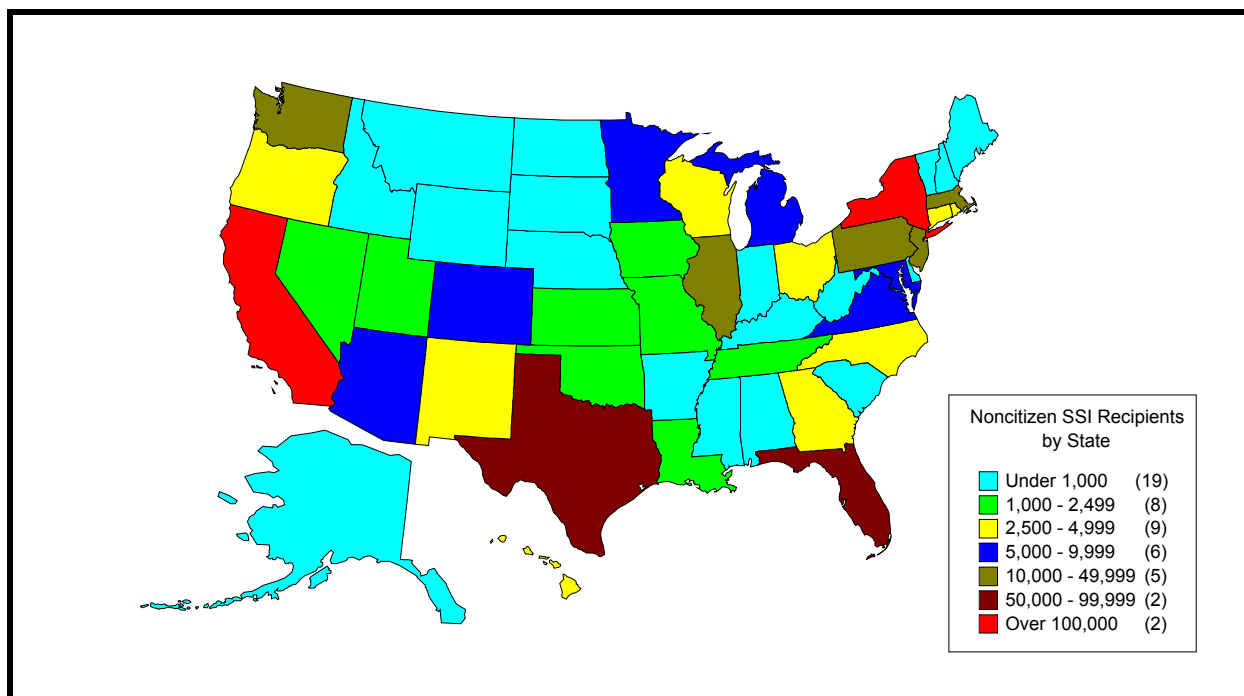 Noncitizen SSI Recipients
by State
Under 1,000 (19)
1,000 - 2,499 (8)
2,500 - 4,999 (9)
5,000 - 9,999 (6)
10,000 - 49,999 (5)
50,000 - 99,999 (2)
Over 100,000 (2)